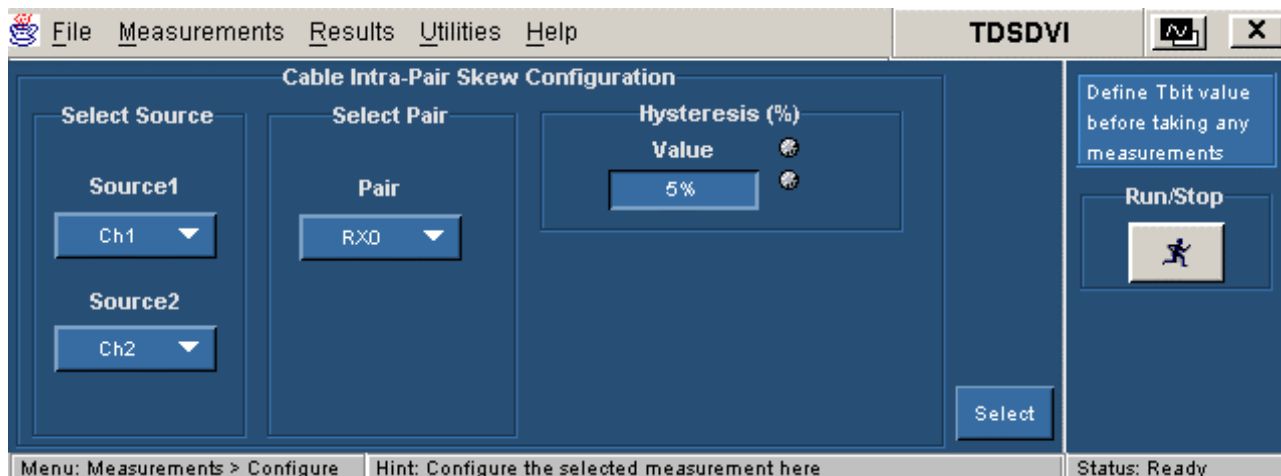 File Measurements Results Utilities Help TDSDVI X
Cable Intra-Pair Skew Configuration
Select Source
Source1
Ch1
Source2
Ch2
Select Pair
Pair
RX0
Hysteresis (%)
Value
5%
Select
Define Tbit value
before taking any
measurements
Run/Stop
Menu: Measurements > Configure
Hint: Configure the selected measurement here
Status: Ready